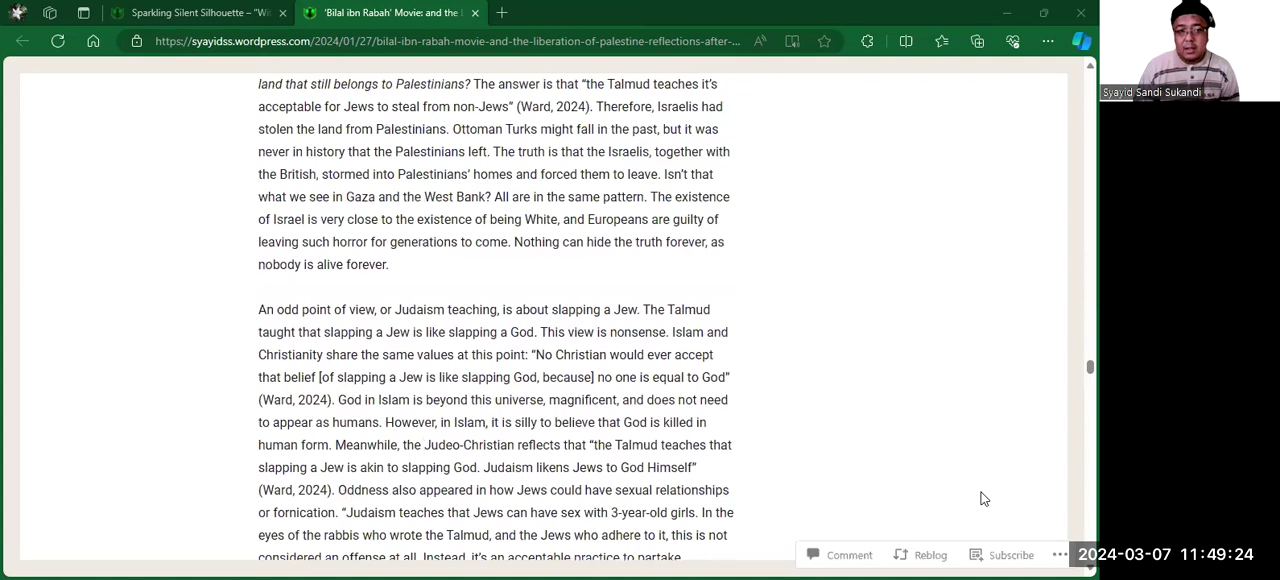 Sparkling Silent Silhouette – "Wi
'Bilal ibn Rabah' Movie: and the L
https://syayidss.wordpress.com/2024/01/27/bilal-ibn-rabah-movie-and-the-liberation-of-palestine-reflections-after-...
Syayid Sandi Sukandi
land that still belongs to Palestinians? The answer is that “the Talmud teaches it’s
acceptable for Jews to steal from non-Jews” (Ward, 2024). Therefore, Israelis had
stolen the land from Palestinians. Ottoman Turks might fall in the past, but it was
never in history that the Palestinians left. The truth is that the Israelis, together with
the British, stormed into Palestinians’ homes and forced them to leave. Isn’t that
what we see in Gaza and the West Bank? All are in the same pattern. The existence
of Israel is very close to the existence of being White, and Europeans are guilty of
leaving such horror for generations to come. Nothing can hide the truth forever, as
nobody is alive forever.
An odd point of view, or Judaism teaching, is about slapping a Jew. The Talmud
taught that slapping a Jew is like slapping a God. This view is nonsense. Islam and
Christianity share the same values at this point: “No Christian would ever accept
that belief [of slapping a Jew is like slapping God, because] no one is equal to God”
(Ward, 2024). God in Islam is beyond this universe, magnificent, and does not need
to appear as humans. However, in Islam, it is silly to believe that God is killed in
human form. Meanwhile, the Judeo-Christian reflects that “the Talmud teaches that
slapping a Jew is akin to slapping God. Judaism likens Jews to God Himself”
(Ward, 2024). Oddness also appeared in how Jews could have sexual relationships
or fornication. “Judaism teaches that Jews can have sex with 3-year-old girls. In the
eyes of the rabbis who wrote the Talmud, and the Jews who adhere to it, this is not
considered an offense at all. Instead, it’s an acceptable practice to partake
Comment Reblog Subscribe
2024-03-07 11:49:24